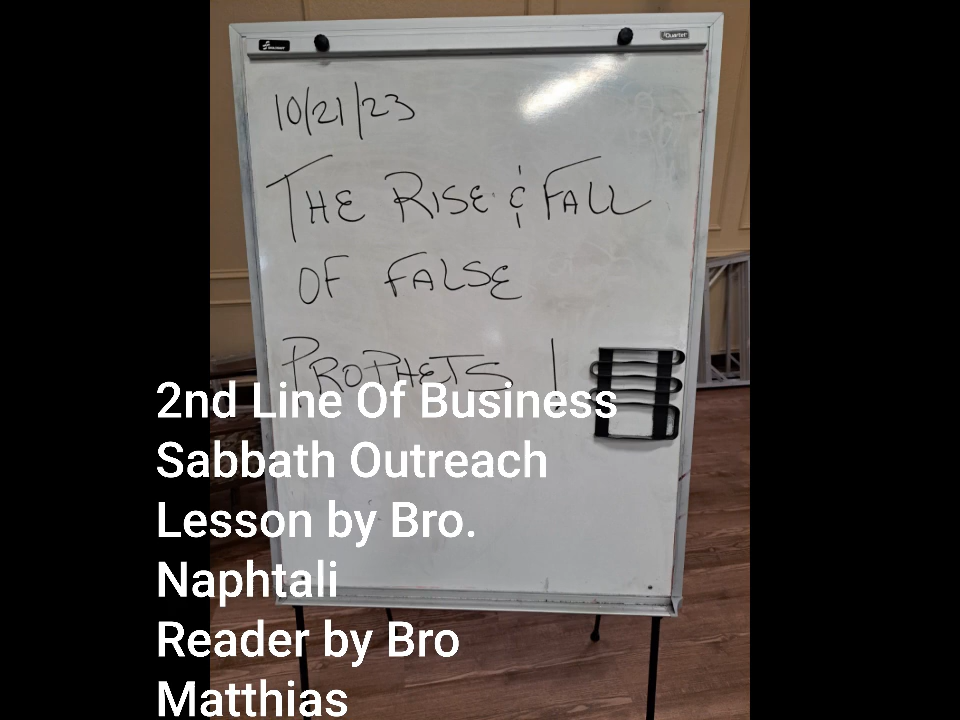 Quartet
10/21/23
THE RISE & FALL
OF FALSE
PROPHETS !
2nd Line Of Business
Sabbath Outreach
Lesson by Bro.
Naphtali
Reader by Bro
Matthias